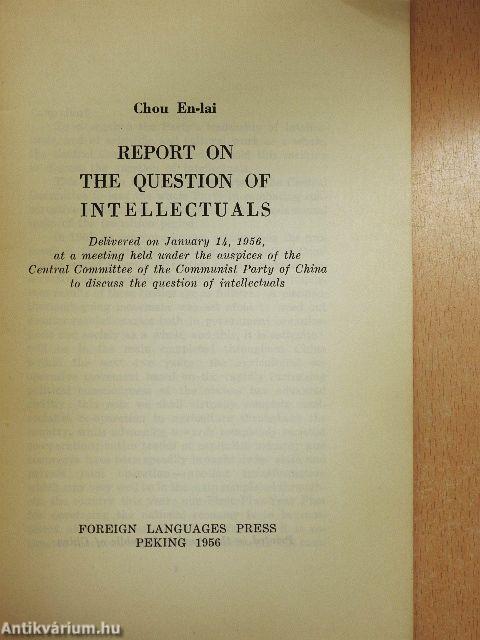 Chou En-lai
REPORT ON
THE QUESTION OF
INTELLECTUALS
Delivered on January 14, 1956,
at a meeting held under the auspices of the
Central Committee of the Communist Party of China
to discuss the question of intellectuals
FOREIGN LANGUAGES PRESS
PEKING 1956
Antikvárium.hu